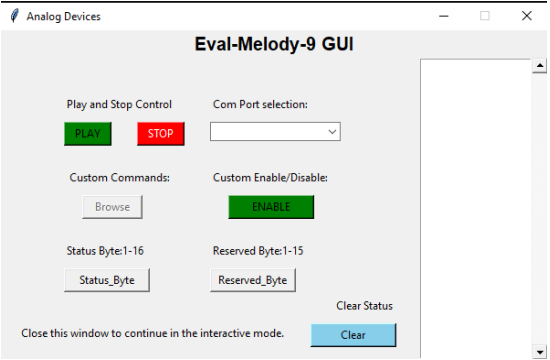 Analog Devices
Eval-Melody-9 GUI
Play and Stop Control
Com Port selection:
PLAY
STOP
Custom Commands:
Custom Enable/Disable:
Browse
ENABLE
Status Byte:1-16
Reserved Byte:1-15
Status_Byte
Reserved_Byte
Clear Status
Close this window to continue in the interactive mode.
Clear